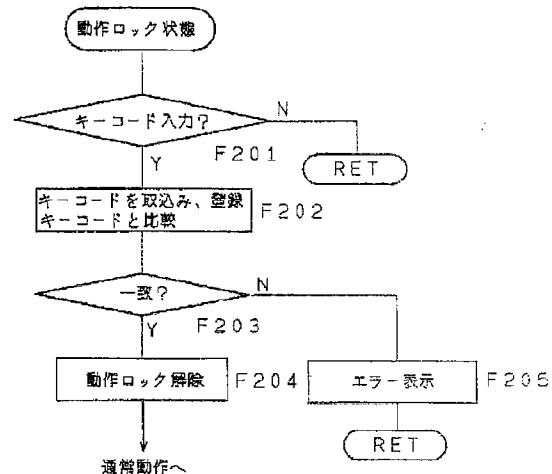 動作ロック状態
キーコード入力?
N
F201
Y
RET
キーコードを取込み、登録
キーコードと比較
F202
一致?
N
Y
F203
動作ロック解除
F204
エラー表示
F205
RET
通常動作へ